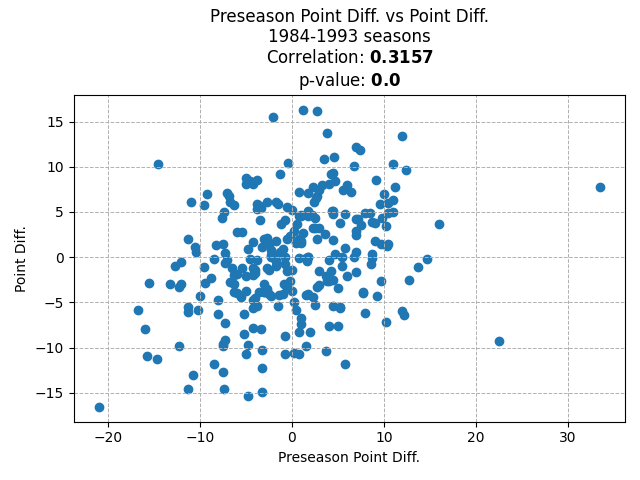 Preseason Point Diff. vs Point Diff.
1984-1993 seasons
Correlation: 0.3157
p-value: 0.0
15
10
5
0
−5
−10
−15
Point Diff.
−20 −10 0 10 20 30
Preseason Point Diff.